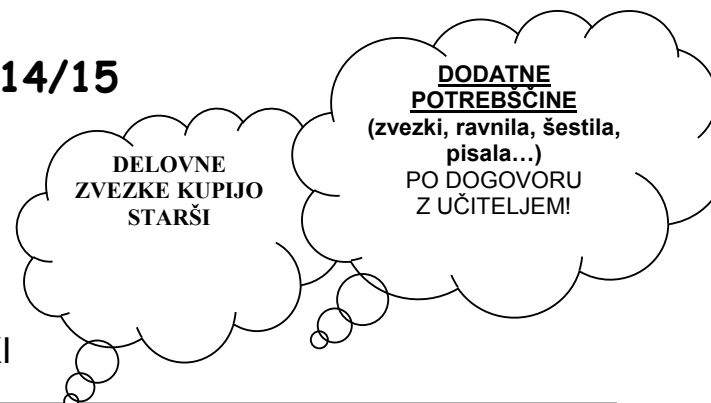 14/15
DELOVNE
ZVEZKE KUPIJO
STARŠI
DODATNE
POTREBŠČINE
(zvezki, ravnila, šestila,
pisala…)
PO DOGOVORU
Z UČITELJEM!